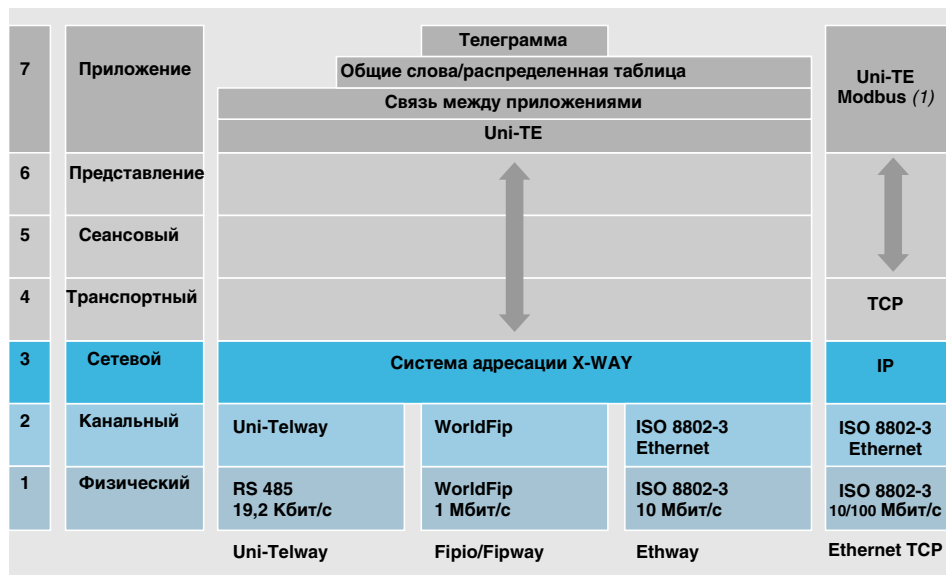 Телеграмма
7 Приложение
Общие слова/распределенная таблица
Uni-TE
Modbus (1)
Связь между приложениями
Uni-TE
6 Представление
5 Сеансовый
4 Транспортный
TCP
3 Сетевой Система адресации X-WAY IP
2 Канальный
Uni-Telway
WorldFip
ISO 8802-3
Ethernet
ISO 8802-3
Ethernet
1 Физический
RS 485
19,2 Кбит/с
WorldFip
1 Мбит/с
ISO 8802-3
10 Мбит/с
ISO 8802-3
10/100 Мбит/с
Uni-Telway Fipio/Fipway Ethway Ethernet TCP